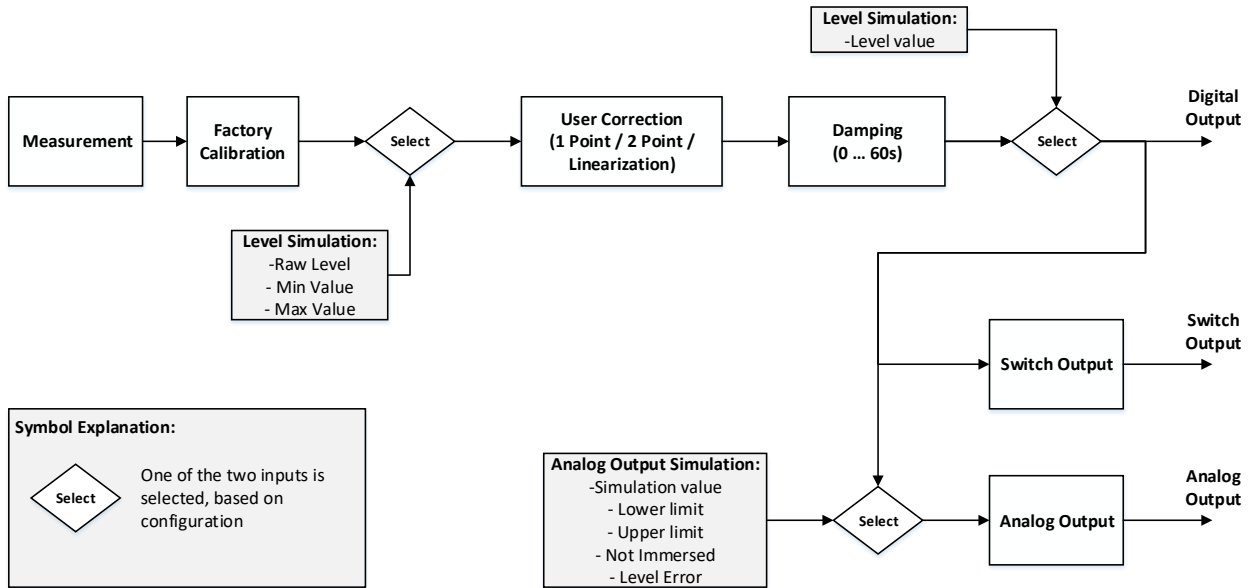 Level Simulation:
-Level value
Measurement
Factory
Calibration
Select
User Correction
(1 Point / 2 Point /
Linearization)
Damping
(0 ... 60s)
Select
Digital
Output
Level Simulation:
-Raw Level
- Min Value
- Max Value
Switch Output
Switch
Output
Symbol Explanation:
Select
One of the two inputs is
selected, based on
configuration
Analog Output Simulation:
-Simulation value
- Lower limit
- Upper limit
- Not Immersed
- Level Error
Select
Analog Output
Analog
Output